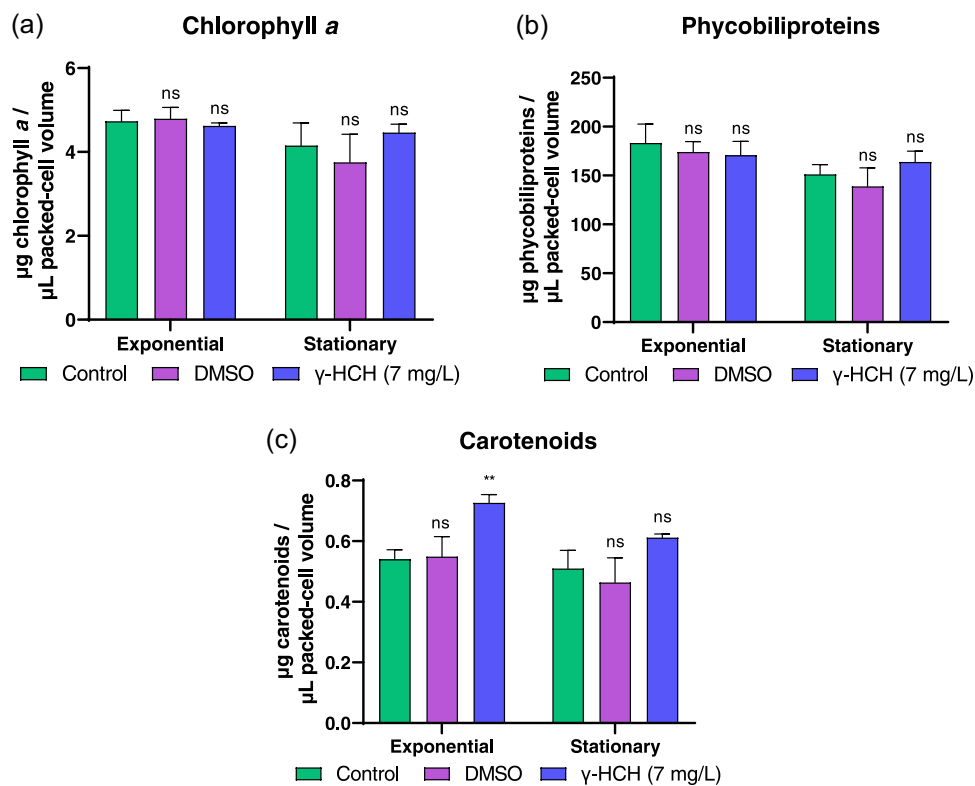 (a)
Chlorophyll a
µg chlorophyll a /
µL packed-cell volume
6
4
2
0
ns
ns
ns
ns
Exponential
Stationary
Control
DMSO
γ-HCH (7 mg/L)
(b)
Phycobiliproteins
µg phycobiliproteins /
µL packed-cell volume
250
200
150
100
50
0
ns
ns
ns
ns
Exponential
Stationary
Control
DMSO
γ-HCH (7 mg/L)
(c)
Carotenoids
µg carotenoids /
µL packed-cell volume
0.8
0.6
0.4
0.2
0.0
ns
**
ns
ns
Exponential
Stationary
Control
DMSO
γ-HCH (7 mg/L)